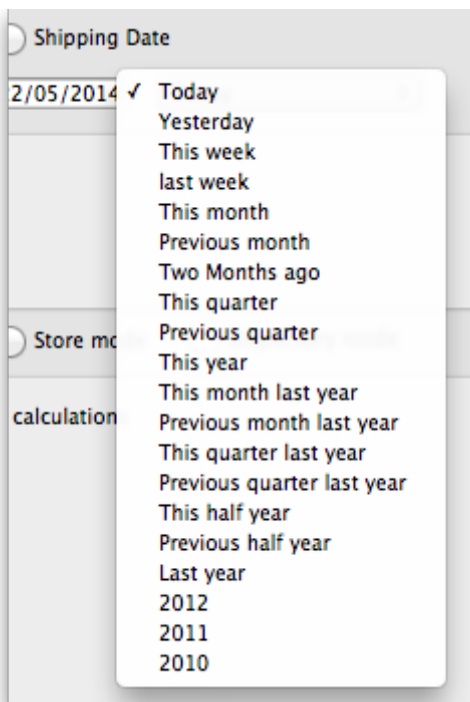 Shipping Date
2/05/2014 ✓ Today
Yesterday
This week
last week
This month
Previous month
Two Months ago
This quarter
Previous quarter
Store
This year
This month last year
calculation
Previous month last year
This quarter last year
Previous quarter last year
This half year
Previous half year
Last year
2012
2011
2010